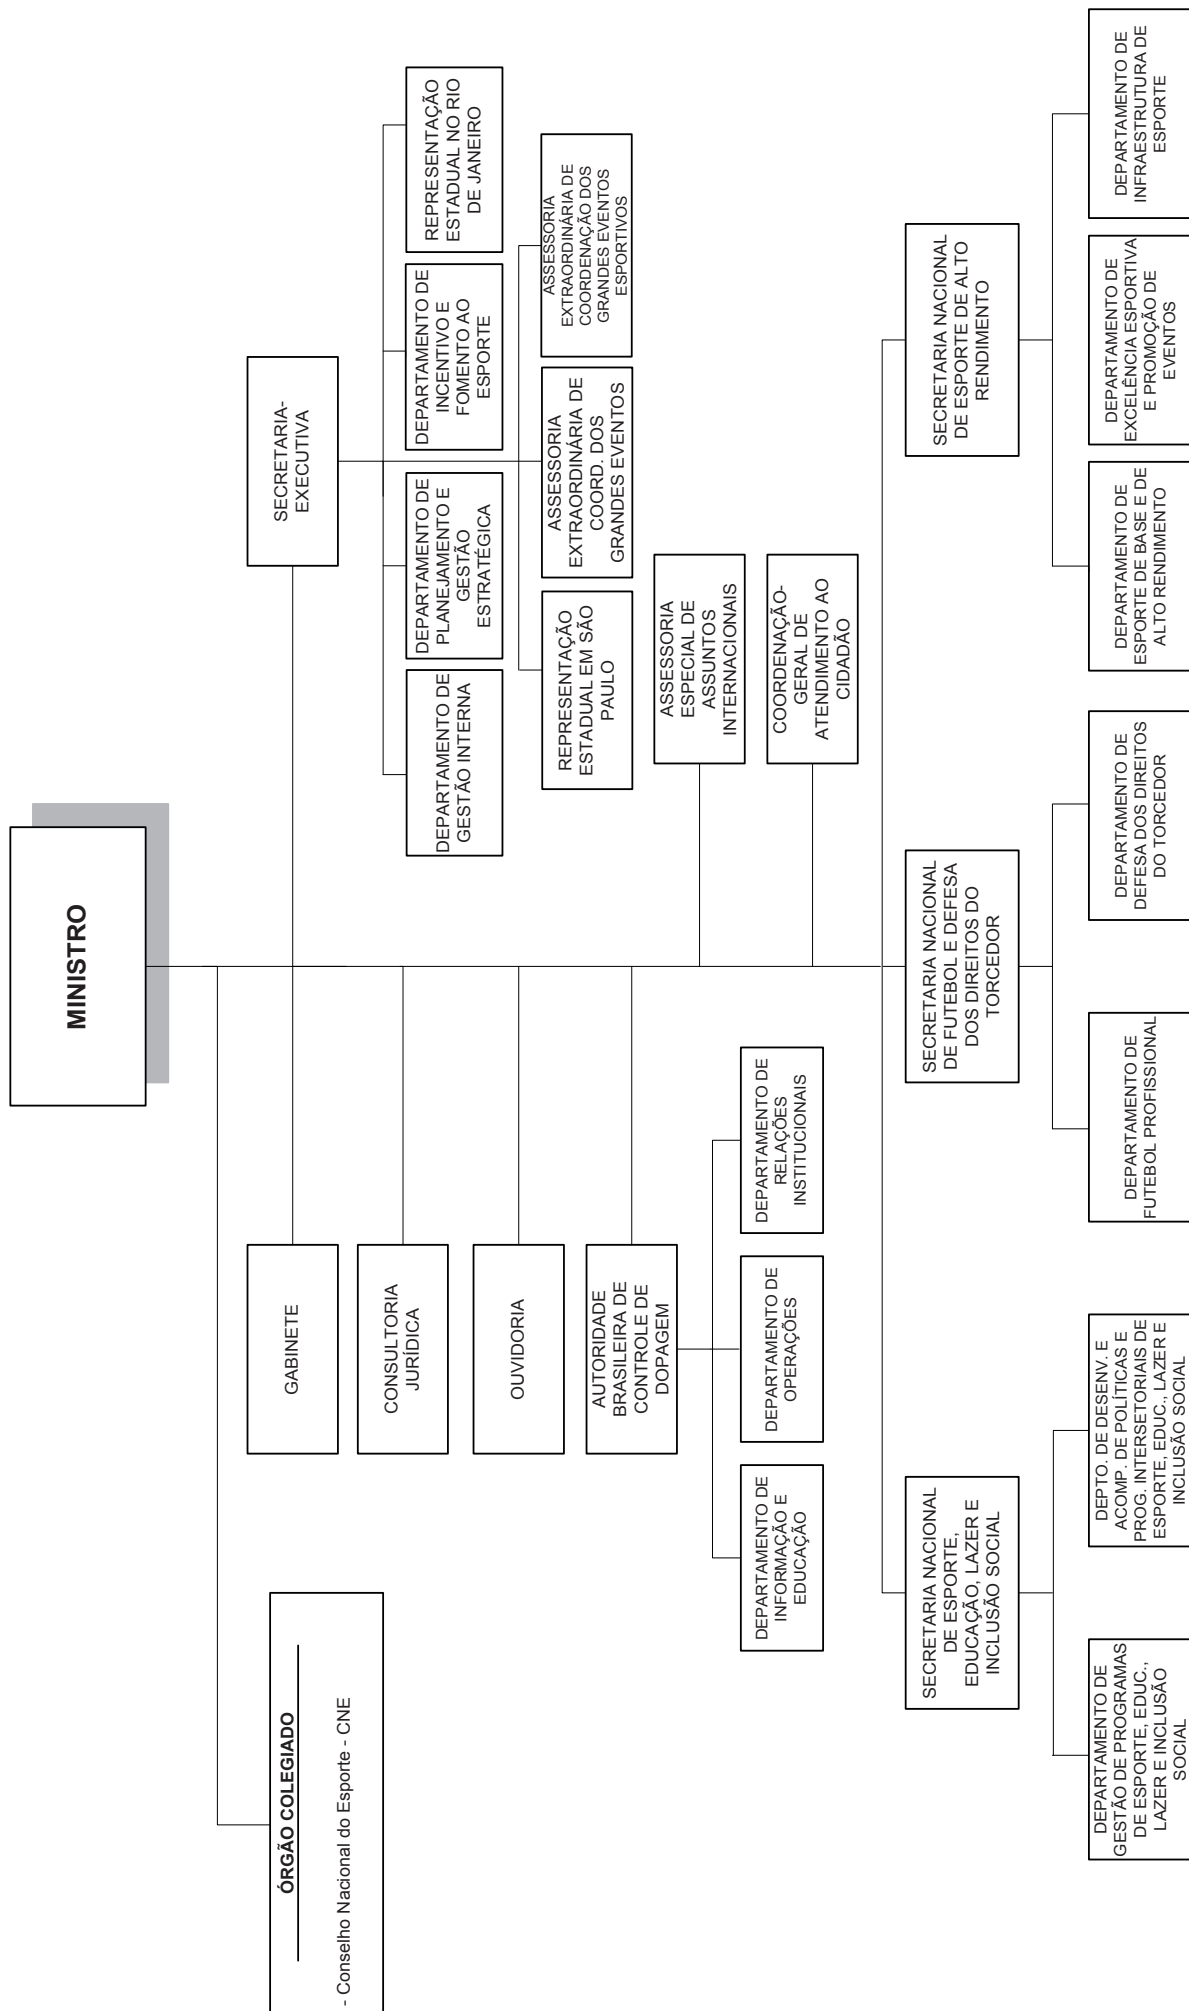 MINISTRO
ÓRGÃO COLEGIADO
- Conselho Nacional do Esporte - CNE
GABINETE
SECRETARIA-
EXECUTIVA
CONSULTORIA
JURÍDICA
DEPARTAMENTO DE
GESTÃO INTERNA
DEPARTAMENTO DE
PLANEJAMENTO E
GESTÃO
ESTRATÉGICA
DEPARTAMENTO DE
INCENTIVO E
FOMENTO AO
ESPORTE
REPRESENTAÇÃO
ESTADUAL NO RIO
DE JANEIRO
OUVIDORIA
REPRESENTAÇÃO
ESTADUAL EM SÃO
PAULO
ASSESSORIA
EXTRAORDINÁRIA DE
COORD. DOS
GRANDES EVENTOS
ASSESSORIA
EXTRAORDINÁRIA DE
COORDENAÇÃO DOS
GRANDES EVENTOS
ESPORTIVOS
AUTORIDADE
BRASILEIRA DE
CONTROLE DE
DOPAGEM
ASSESSORIA
ESPECIAL DE
ASSUNTOS
INTERNACIONAIS
DEPARTAMENTO DE
INFORMAÇÃO E
EDUCAÇÃO
DEPARTAMENTO DE
OPERAÇÕES
DEPARTAMENTO DE
RELAÇÕES
INSTITUCIONAIS
COORDENAÇÃO-
GERAL DE
ATENDIMENTO AO
CIDADÃO
SECRETARIA NACIONAL
DE ESPORTE,
EDUCAÇÃO, LAZER E
INCLUSÃO SOCIAL
SECRETARIA NACIONAL
DE FUTEBOL E DEFESA
DOS DIREITOS DO
TORCEDOR
SECRETARIA NACIONAL
DE ESPORTE DE ALTO
RENDIMENTO
DEPARTAMENTO DE
GESTÃO DE PROGRAMAS
DE ESPORTE, EDUC.,
LAZER E INCLUSÃO
SOCIAL
DEPTO. DE DESENV. E
ACOMP. DE POLÍTICAS E
PROG. INTERSETORIAIS DE
ESPORTE, EDUC., LAZER E
INCLUSÃO SOCIAL
DEPARTAMENTO DE
FUTEBOL PROFISSIONAL
DEPARTAMENTO DE
DEFESA DOS DIREITOS
DO TORCEDOR
DEPARTAMENTO DE
ESPORTE DE BASE E DE
ALTO RENDIMENTO
DEPARTAMENTO DE
EXCELÊNCIA ESPORTIVA
E PROMOÇÃO DE
EVENTOS
DEPARTAMENTO DE
INFRAESTRUTURA DE
ESPORTE